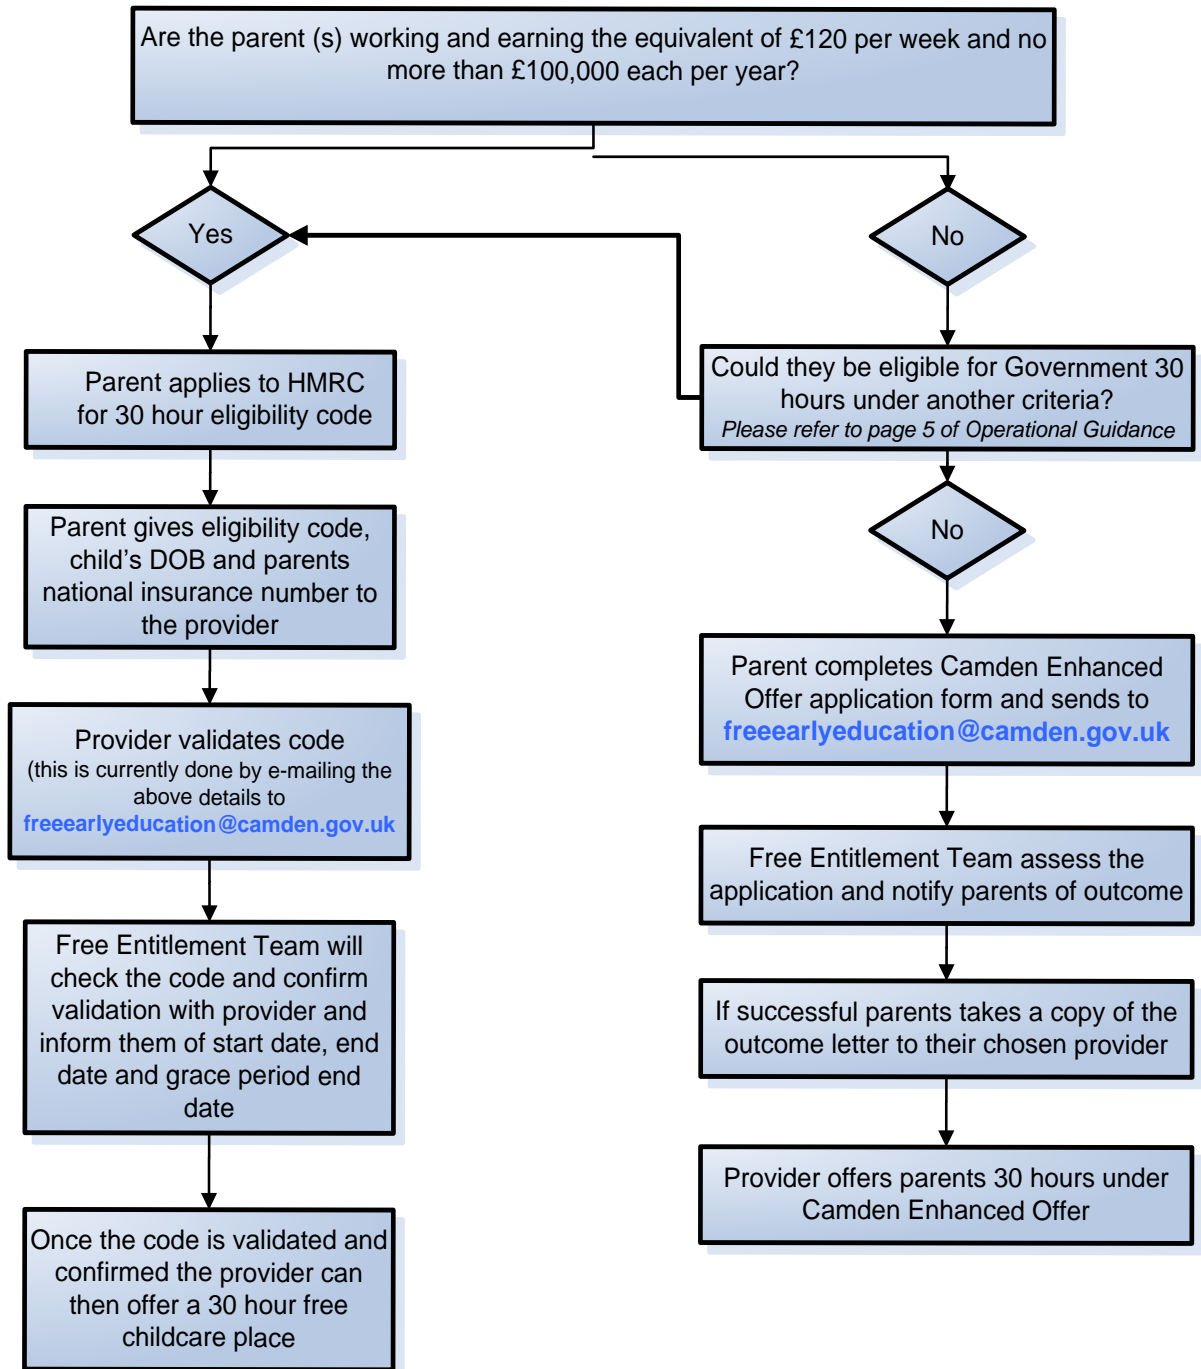 Are the parent (s) working and earning the equivalent of £120 per week and no
more than £100,000 each per year?
Yes
No
Parent applies to HMRC
for 30 hour eligibility code
Parent gives eligibility code,
child's DOB and parents
national insurance number to
the provider
Provider validates code
(this is currently done by e-mailing the
above details to
freeearlyeducation@camden.gov.uk
Free Entitlement Team will
check the code and confirm
validation with provider and
inform them of start date, end
date and grace period end
date
Once the code is validated and
confirmed the provider can
then offer a 30 hour free
childcare place
Could they be eligible for Government 30
hours under another criteria?
Please refer to page 5 of Operational Guidance
No
Parent completes Camden Enhanced
Offer application form and sends to
freeearlyeducation@camden.gov.uk
Free Entitlement Team assess the
application and notify parents of outcome
If successful parents takes a copy of the
outcome letter to their chosen provider
Provider offers parents 30 hours under
Camden Enhanced Offer